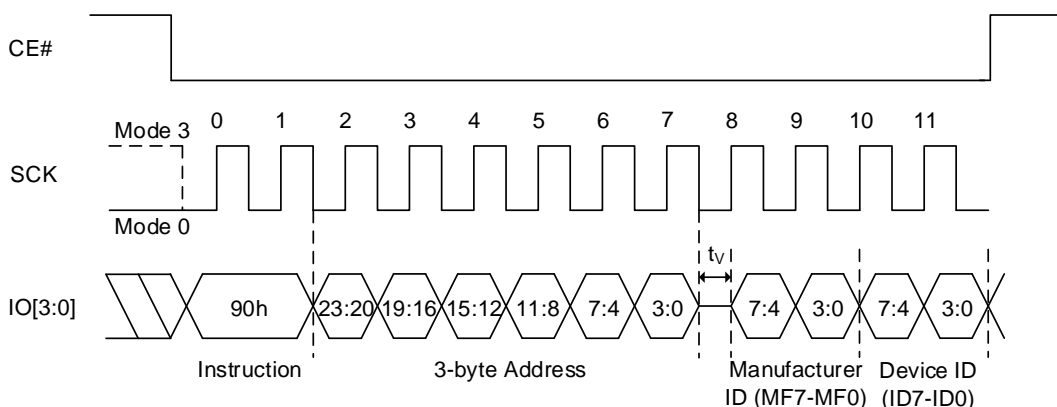 CE#
0 1 2 3 4 5 6 7 8 9 10 11
Mode 3
SCK
Mode 0
tV
IO[3:0]
90h 23:20 19:16 15:12 11:8 7:4 3:0 7:4 3:0 7:4 3:0
Instruction 3-byte Address Manufacturer Device ID
ID (MF7-MF0) (ID7-ID0)